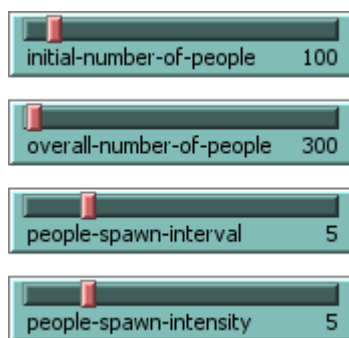 initial-number-of-people 100
overall-number-of-people 300
people-spawn-interval 5
people-spawn-intensity 5